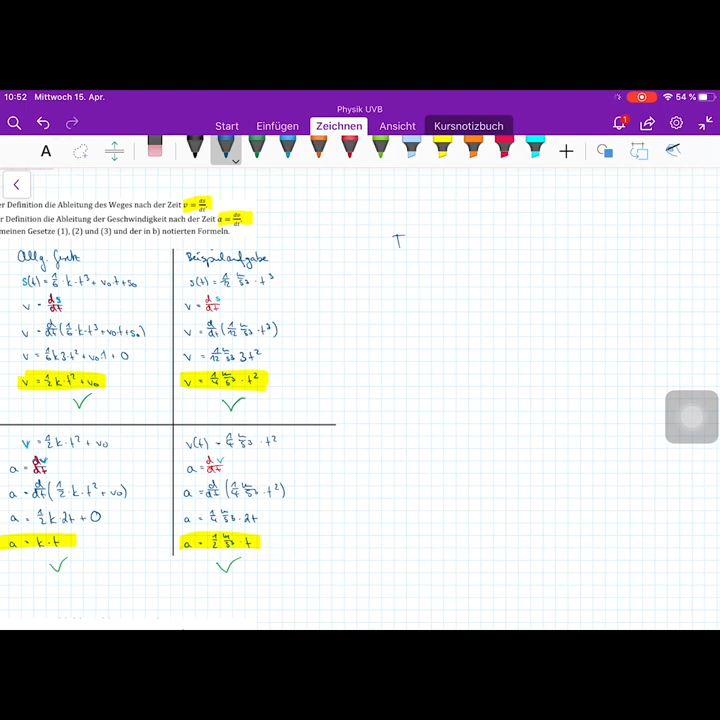 10:52 Mittwoch 15. Apr.
54 %
Physik UVB
Start Einfügen Zeichnen Ansicht Kursnotizbuch
1
A
er Definition die Ableitung des Weges nach der Zeit v = ds/dt.
r Definition die Ableitung der Geschwindigkeit nach der Zeit a = dv/dt.
meinen Gesetze (1), (2) und (3) und der in b) notierten Formeln.
T
Allg. Gesetz
s(t) = 1/6 · k · t³ + v₀t + s₀
v = ds/dt
v = d/dt (1/6 · k · t³ + v₀t + s₀)
v = 1/6 k 3 · t² + v₀ 1 + 0
v = 1/2 k · t² + v₀
Beispielaufgabe
s(t) = 1/12 m/s³ · t³
v = ds/dt
v = d/dt (1/12 m/s³ · t³)
v = 1/12 m/s³ 3t²
v = 1/4 m/s³ · t²
v = 1/2 k · t² + v₀
a = dv/dt
a = d/dt (1/2 · k · t² + v₀)
a = 1/2 k · 2t + 0
a = k · t
v(t) = 1/4 m/s³ · t²
a = dv/dt
a = d/dt (1/4 m/s³ · t²)
a = 1/4 m/s³ · 2t
a = 1/2 m/s³ · t